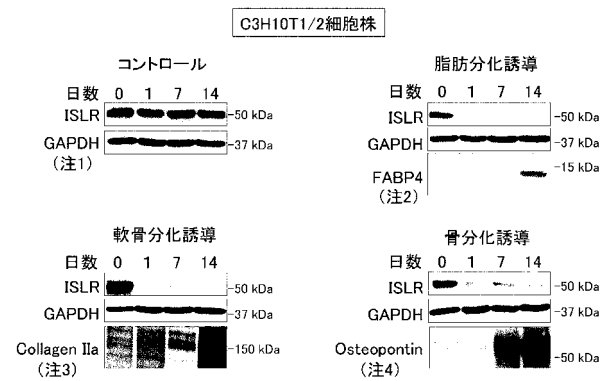 C3H10T1/2細胞株
コントロール
日数 0 1 7 14
ISLR -50 kDa
GAPDH -37 kDa
(注1)
脂肪分化誘導
日数 0 1 7 14
ISLR -50 kDa
GAPDH -37 kDa
-15 kDa
FABP4
(注2)
軟骨分化誘導
日数 0 1 7 14
ISLR -50 kDa
GAPDH -37 kDa
Collagen IIa -150 kDa
(注3)
骨分化誘導
日数 0 1 7 14
ISLR -50 kDa
GAPDH -37 kDa
Osteopontin -50 kDa
(注4)